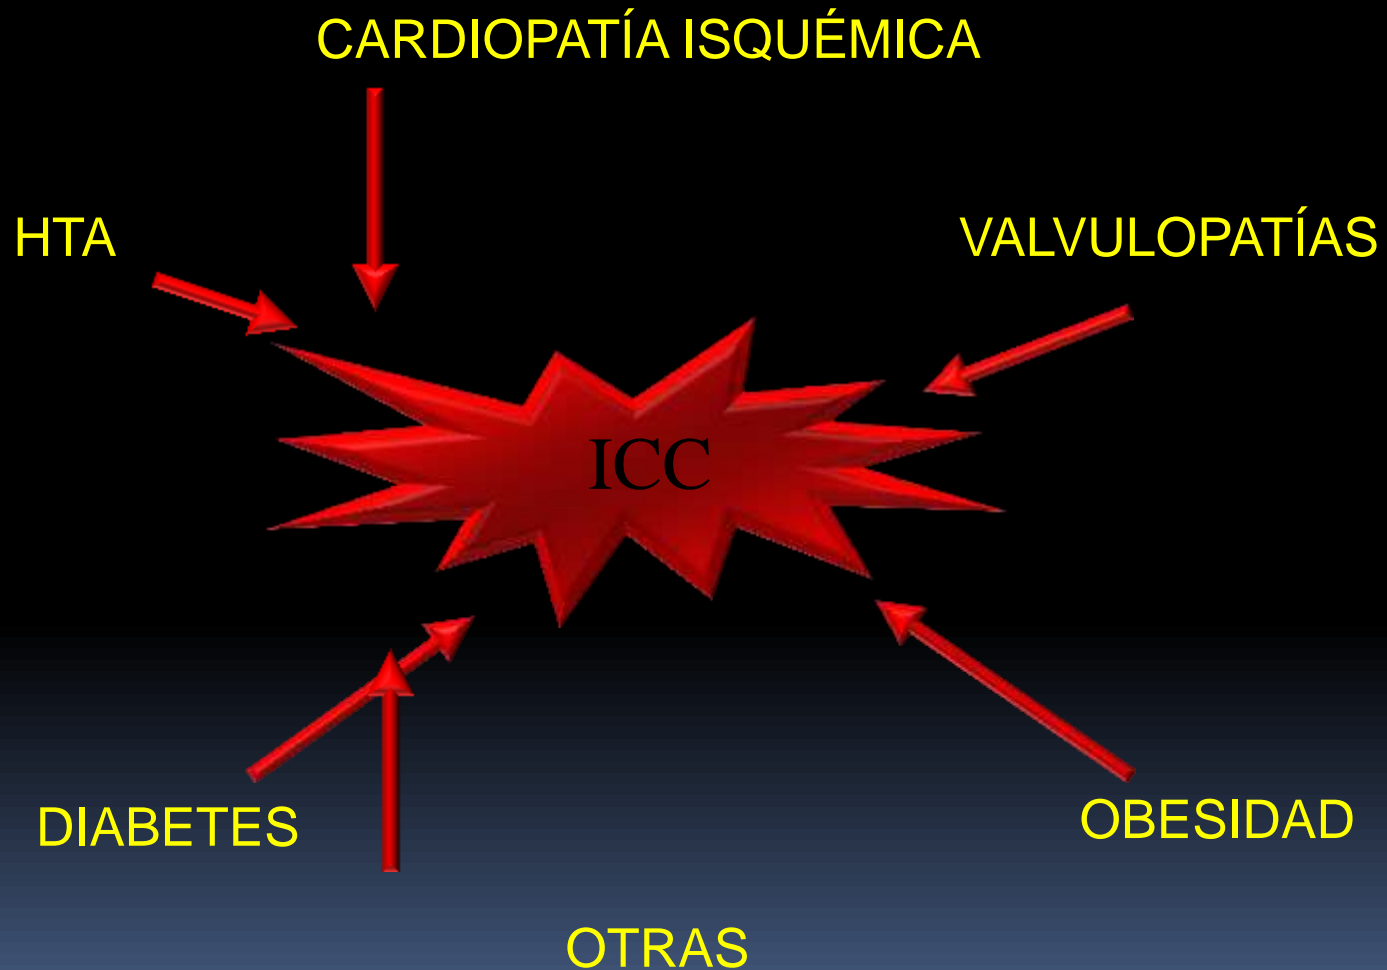 CARDIOPATÍA ISQUÉMICA
HTA
VALVULOPATÍAS
ICC
DIABETES
OBESIDAD
OTRAS